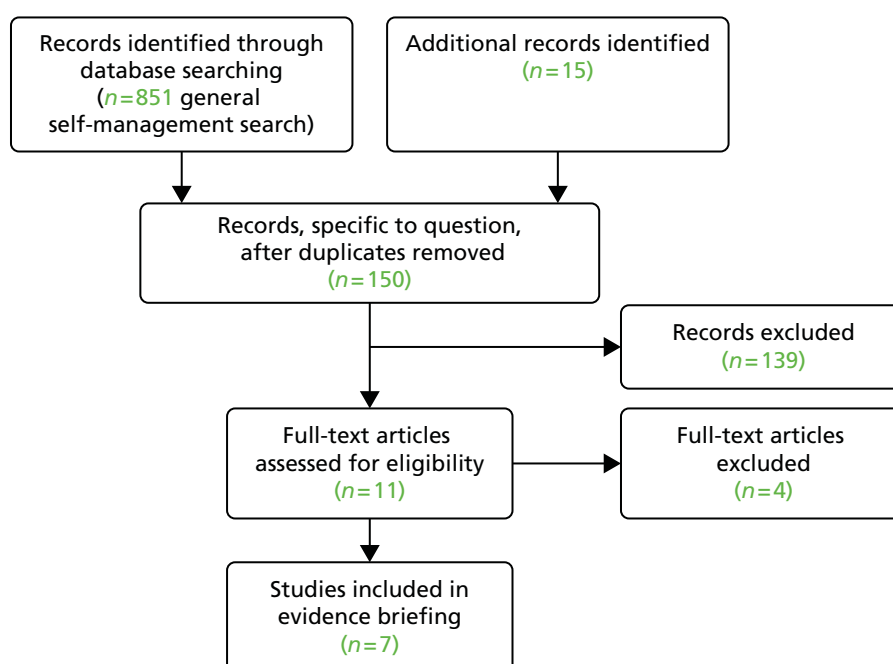 Records identified through
database searching
(n=851 general
self-management search)
Additional records identified
(n=15)
Records, specific to question,
after duplicates removed
(n=150)
Records excluded
(n=139)
Full-text articles
assessed for eligibility
(n=11)
Full-text articles
excluded
(n=4)
Studies included in
evidence briefing
(n=7)